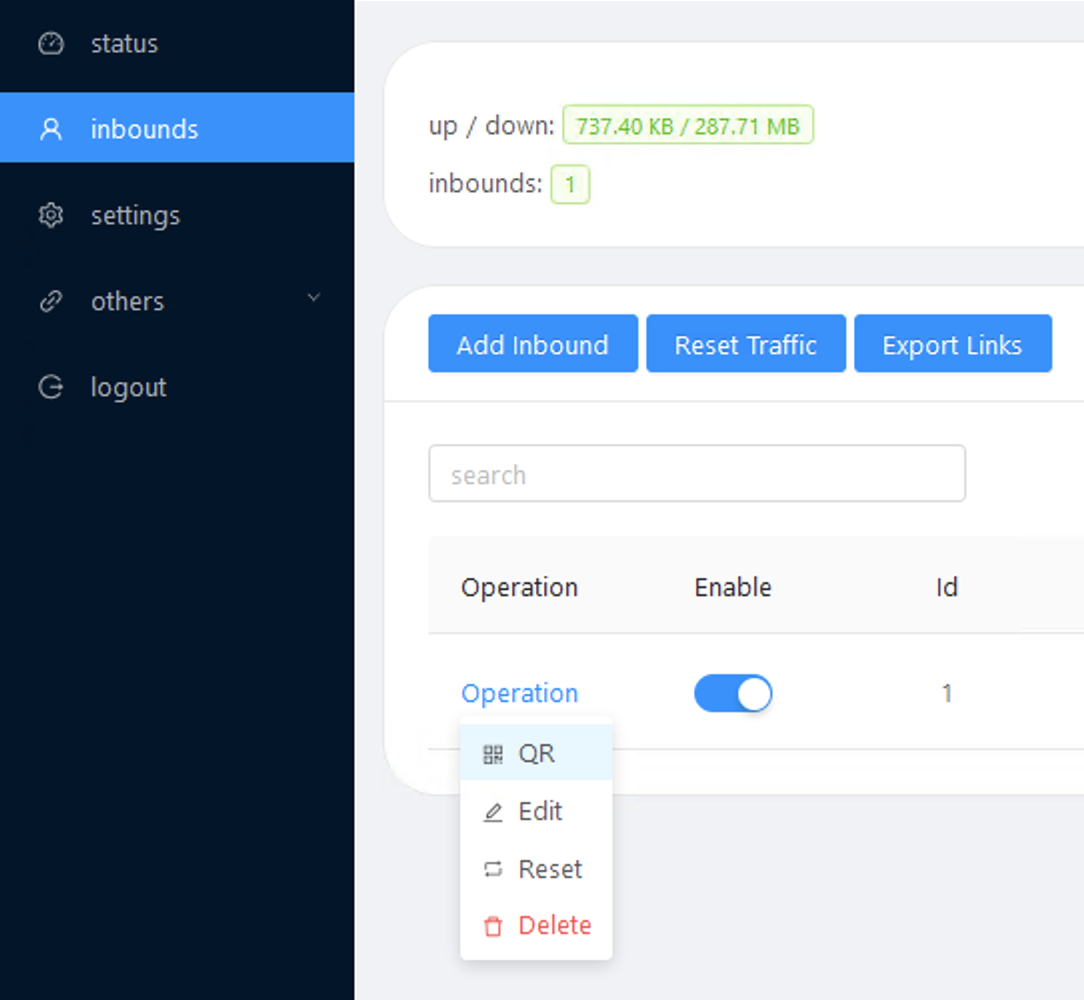 status
inbounds
settings
others
logout
up / down: 737.40 KB / 287.71 MB
inbounds: 1
Add Inbound Reset Traffic Export Links
search
Operation Enable Id
Operation 1
QR
Edit
Reset
Delete